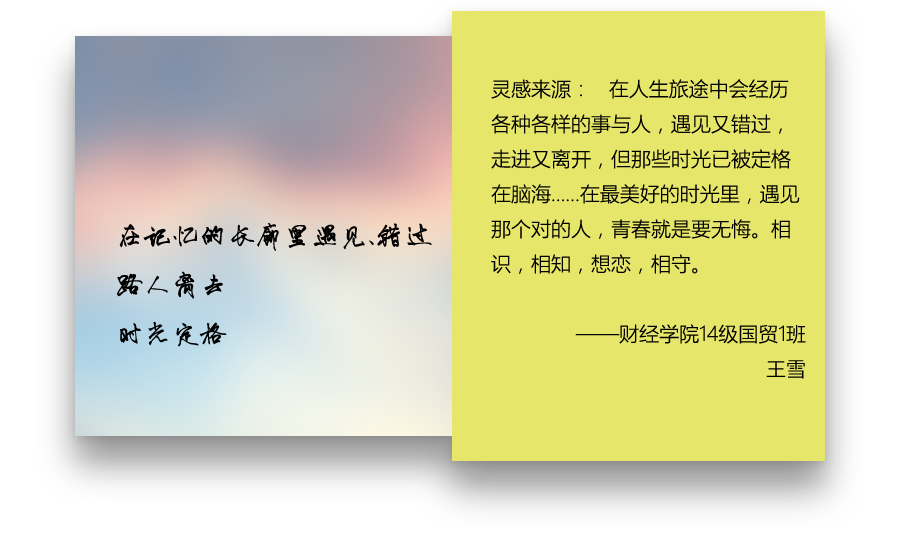 在记忆的长廊里遇见、错过
路人离去
时光定格
灵感来源： 在人生旅途中会经历
各种各样的事与人，遇见又错过，
走进又离开，但那些时光已被定格
在脑海......在最美好的时光里，遇见
那个对的人，青春就是要无悔。相
识，相知，想恋，相守。
——财经学院14级国贸1班
王雪